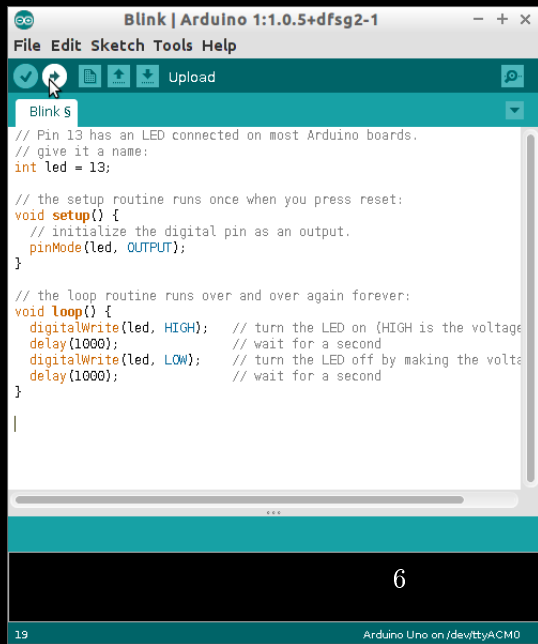 Blink | Arduino 1:1.0.5+dfsg2-1
File Edit Sketch Tools Help
Upload
Blink §
// Pin 13 has an LED connected on most Arduino boards.
// give it a name:
int led = 13;

// the setup routine runs once when you press reset:
void setup() {
  // initialize the digital pin as an output.
  pinMode(led, OUTPUT);
}

// the loop routine runs over and over again forever:
void loop() {
  digitalWrite(led, HIGH);   // turn the LED on (HIGH is the voltage
  delay(1000);               // wait for a second
  digitalWrite(led, LOW);    // turn the LED off by making the volta
  delay(1000);               // wait for a second
}
6
19 Arduino Uno on /dev/ttyACM0